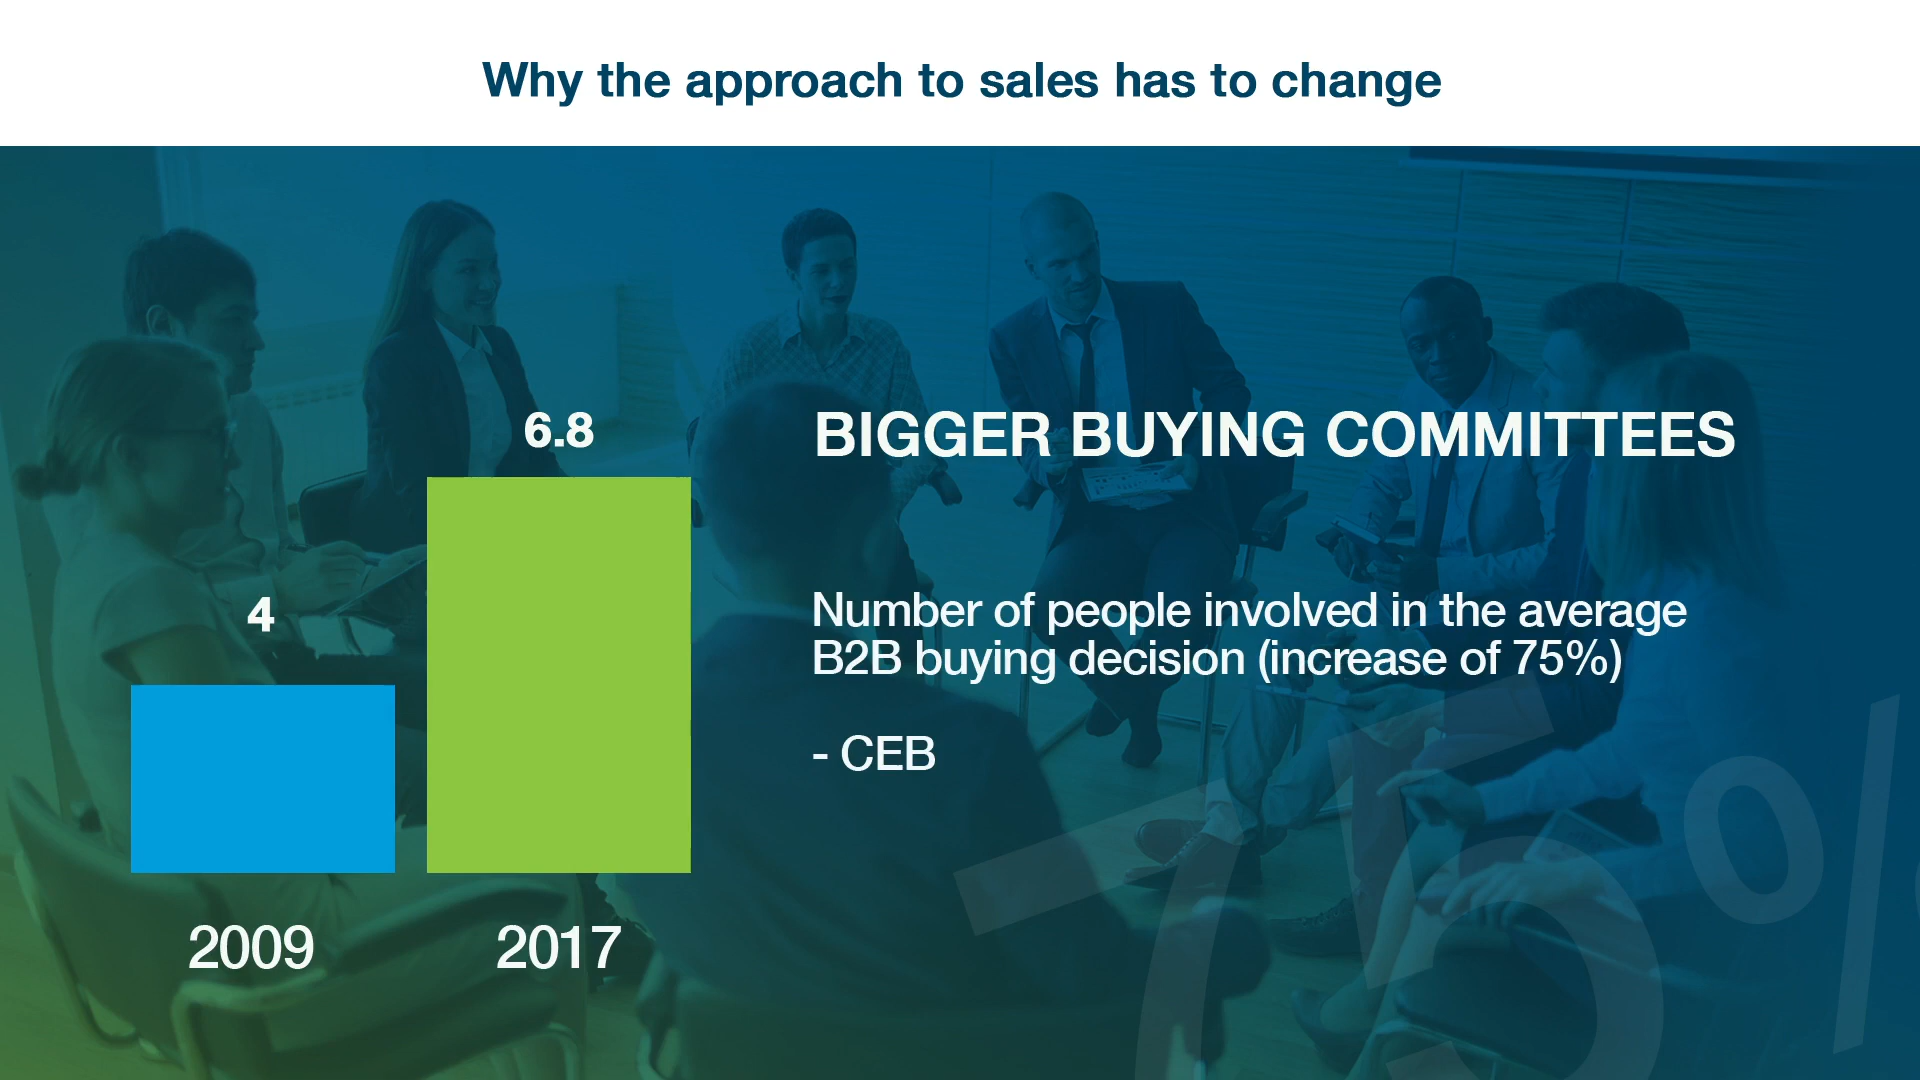 Why the approach to sales has to change
6.8
4
2009
2017
BIGGER BUYING COMMITTEES
Number of people involved in the average
B2B buying decision (increase of 75%)
- CEB
75%